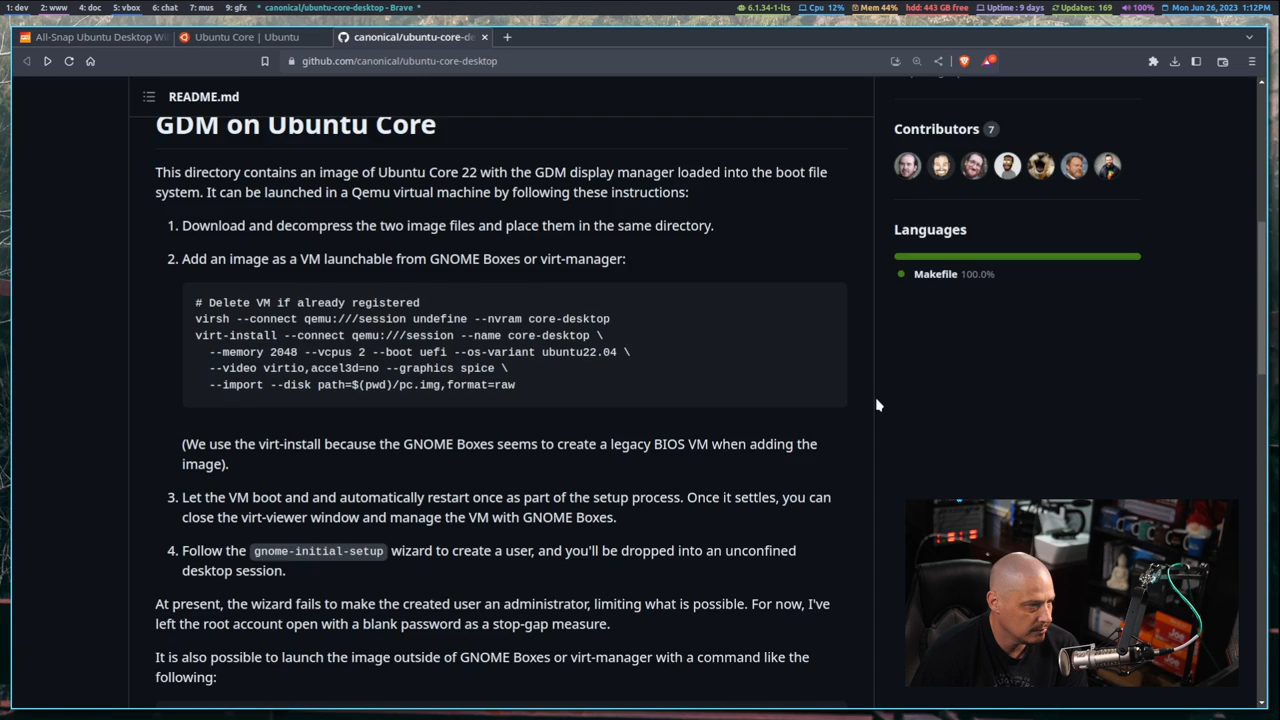 1: dev 2: www 4: doc 5: vbox 6: chat 7: mus 9: gfx * canonical/ubuntu-core-desktop - Brave * 6.1.34-1-lts Cpu 12% Mem 44% hdd: 443 GB free Uptime : 9 days Updates: 169 100% Mon Jun 26, 2023 1:12PM
All-Snap Ubuntu Desktop Wi
Ubuntu Core | Ubuntu
canonical/ubuntu-core-de
github.com/canonical/ubuntu-core-desktop
README.md
GDM on Ubuntu Core
This directory contains an image of Ubuntu Core 22 with the GDM display manager loaded into the boot file
system. It can be launched in a Qemu virtual machine by following these instructions:
1. Download and decompress the two image files and place them in the same directory.
2. Add an image as a VM launchable from GNOME Boxes or virt-manager:
# Delete VM if already registered
virsh --connect qemu:///session undefine --nvram core-desktop
virt-install --connect qemu:///session --name core-desktop \
--memory 2048 --vcpus 2 --boot uefi --os-variant ubuntu22.04 \
--video virtio,accel3d=no --graphics spice \
--import --disk path=$(pwd)/pc.img,format=raw
(We use the virt-install because the GNOME Boxes seems to create a legacy BIOS VM when adding the
image).
3. Let the VM boot and and automatically restart once as part of the setup process. Once it settles, you can
close the virt-viewer window and manage the VM with GNOME Boxes.
4. Follow the gnome-initial-setup wizard to create a user, and you'll be dropped into an unconfined
desktop session.
At present, the wizard fails to make the created user an administrator, limiting what is possible. For now, I've
left the root account open with a blank password as a stop-gap measure.
It is also possible to launch the image outside of GNOME Boxes or virt-manager with a command like the
following:
Contributors 7
Languages
Makefile 100.0%